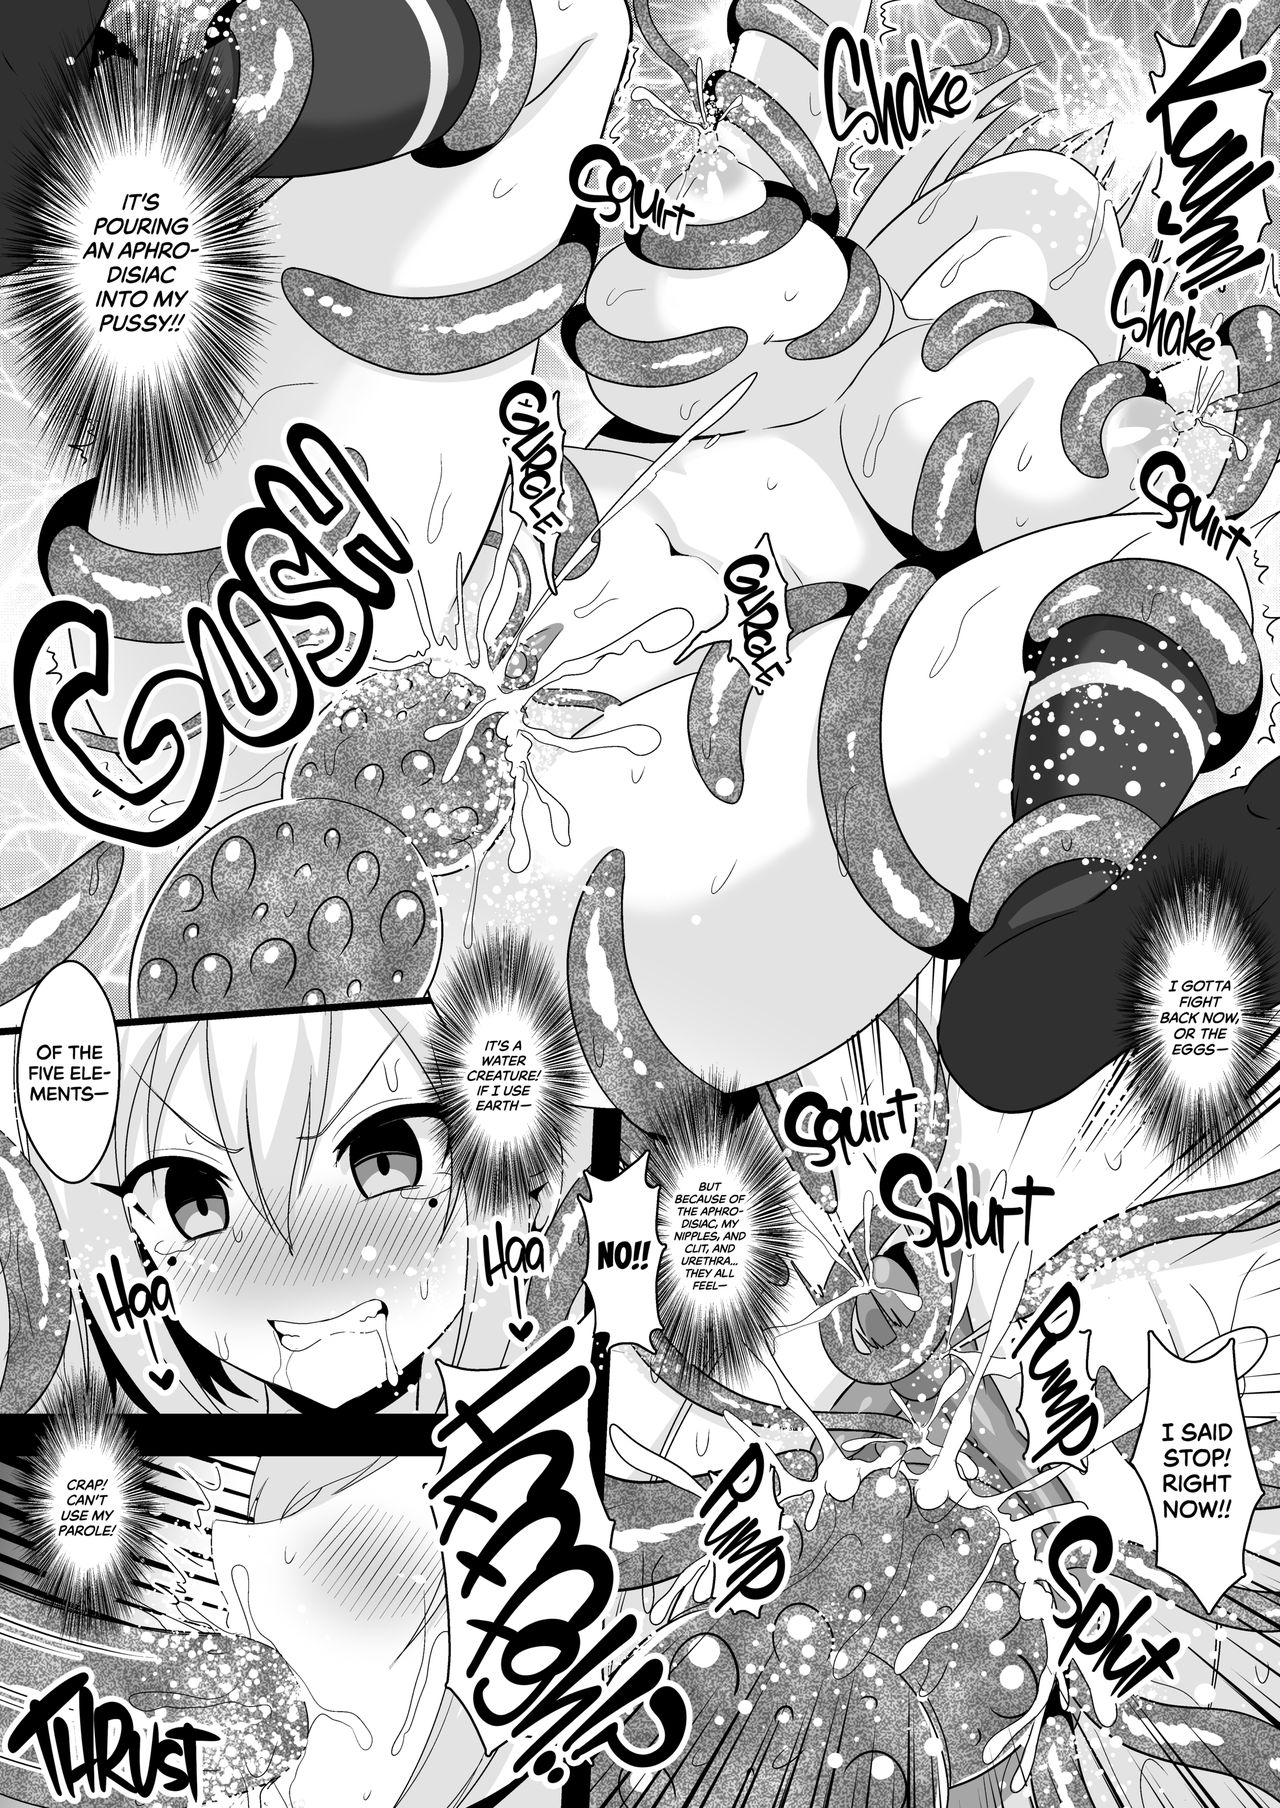 Kyuuhi!
Shake
Squirt
IT'S
POURING
AN APHRO-
DISIAC
INTO MY
PUSSY!!
Shake
Squirt
GURGLE
GURGLE
GUSH
I GOTTA
FIGHT
BACK NOW,
OR THE
EGGS—
IT'S A
WATER
CREATURE!
IF I USE
EARTH—
OF THE
FIVE ELE-
MENTS—
Haa
Haa
Squirt
Splurt
BUT
BECAUSE OF
THE APHRO-
DISIAC, MY
NIPPLES, AND
CLIT, AND
URETHRA...
THEY ALL
FEEL—
NO!!
PUMP
PUMP
I SAID
STOP!
RIGHT
NOW!!
Splut
CRAP!
CAN'T
USE MY
PAROLE!
THRUST